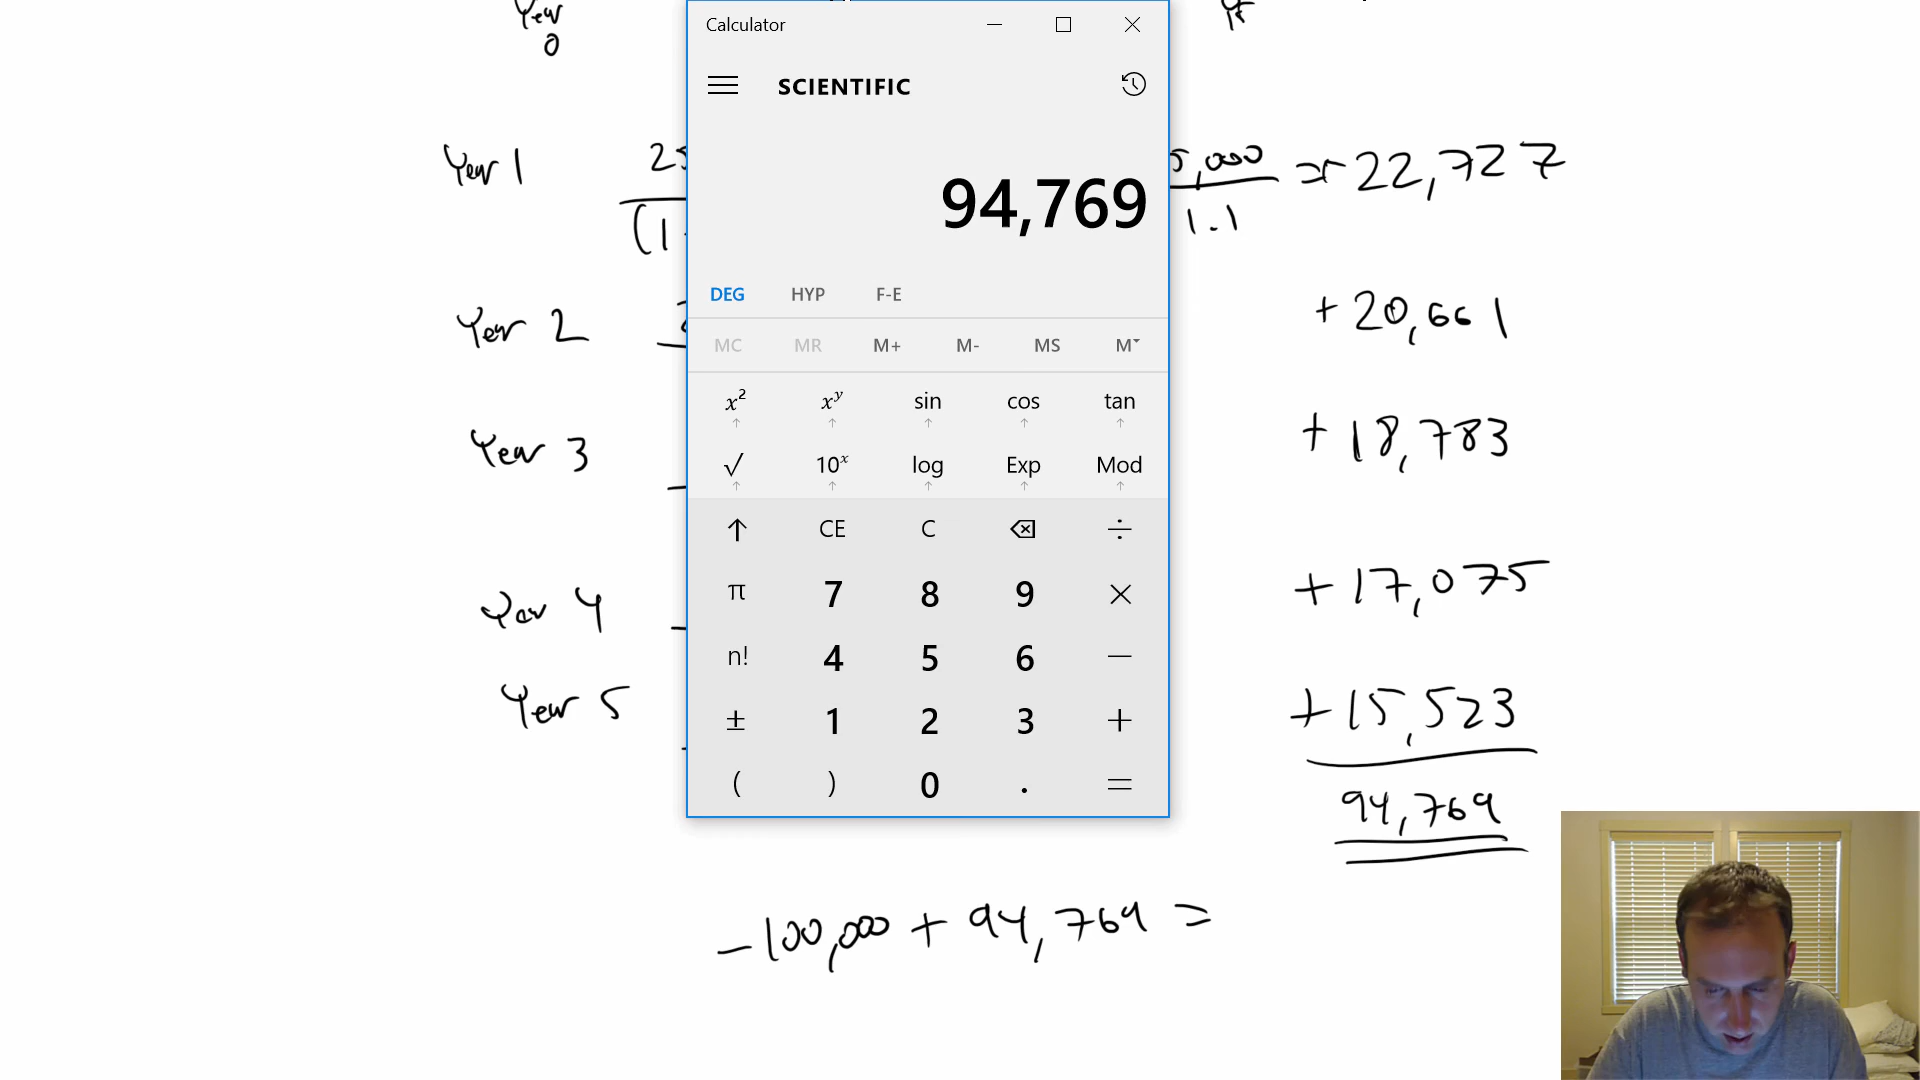 Year
0
Yr
Calculator
SCIENTIFIC
94,769
DEG HYP F-E
MC MR M+ M- MS M
Year 1 25 5,000 = 22,727
(1 1.1
Year 2 + 20,661
Year 3 + 18,783
Year 4 + 17,075
Year 5 + 15,523
94,769
x² xʸ sin cos tan
√ 10ˣ log Exp Mod
↑ CE C ⌫ ÷
π 7 8 9 ×
n! 4 5 6 −
± 1 2 3 +
( ) 0 . =
-100,000 + 94,769 =